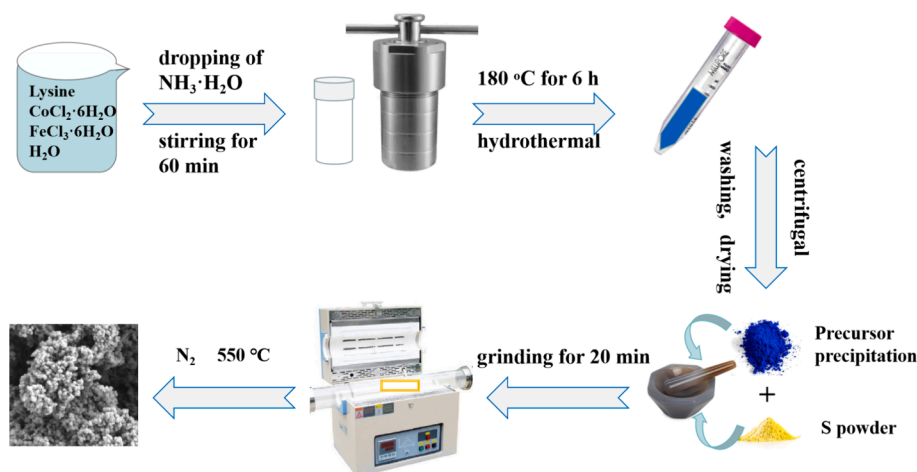 Lysine
CoCl₂·6H₂O
FeCl₃·6H₂O
H₂O
dropping of
NH₃·H₂O
stirring for
60 min
180 ℃ for 6 h
hydrothermal
centrifugal
washing, drying
Precursor
precipitation
+
S powder
grinding for 20 min
N₂ 550 ℃